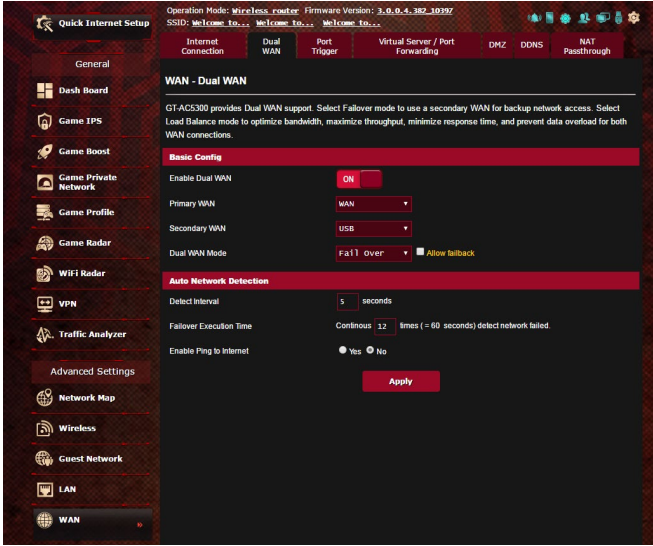 Quick Internet Setup
Operation Mode: Wireless router Firmware Version: 3.0.0.4.382_10397
SSID: Welcome to... Welcome to... Welcome to...
General
Dash Board
Game IPS
Game Boost
Game Private
Network
Game Profile
Game Radar
WiFi Radar
VPN
Traffic Analyzer
Advanced Settings
Network Map
Wireless
Guest Network
LAN
WAN
Internet
Connection
Dual
WAN
Port
Trigger
Virtual Server / Port
Forwarding
DMZ
DDNS
NAT
Passthrough
WAN - Dual WAN
GT-AC5300 provides Dual WAN support. Select Failover mode to use a secondary WAN for backup network access. Select
Load Balance mode to optimize bandwidth, maximize throughput, minimize response time, and prevent data overload for both
WAN connections.
Basic Config
Enable Dual WAN ON
Primary WAN WAN
Secondary WAN USB
Dual WAN Mode Fail Over Allow failback
Auto Network Detection
Detect Interval 5 seconds
Failover Execution Time Continous 12 times ( = 60 seconds) detect network failed.
Enable Ping to Internet Yes No
Apply